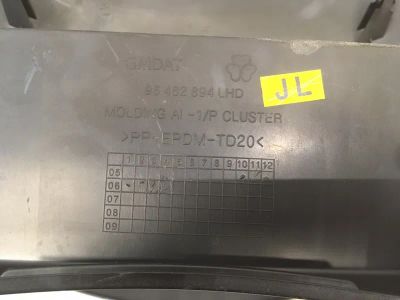 GMDAT
96 462 894 LHD
JL
MOLDING A -I/P CLUSTER
>PP+EPDM-TD20<
1 2 3 4 5 6 7 8 9 10 11 12
05
06
07
08
09